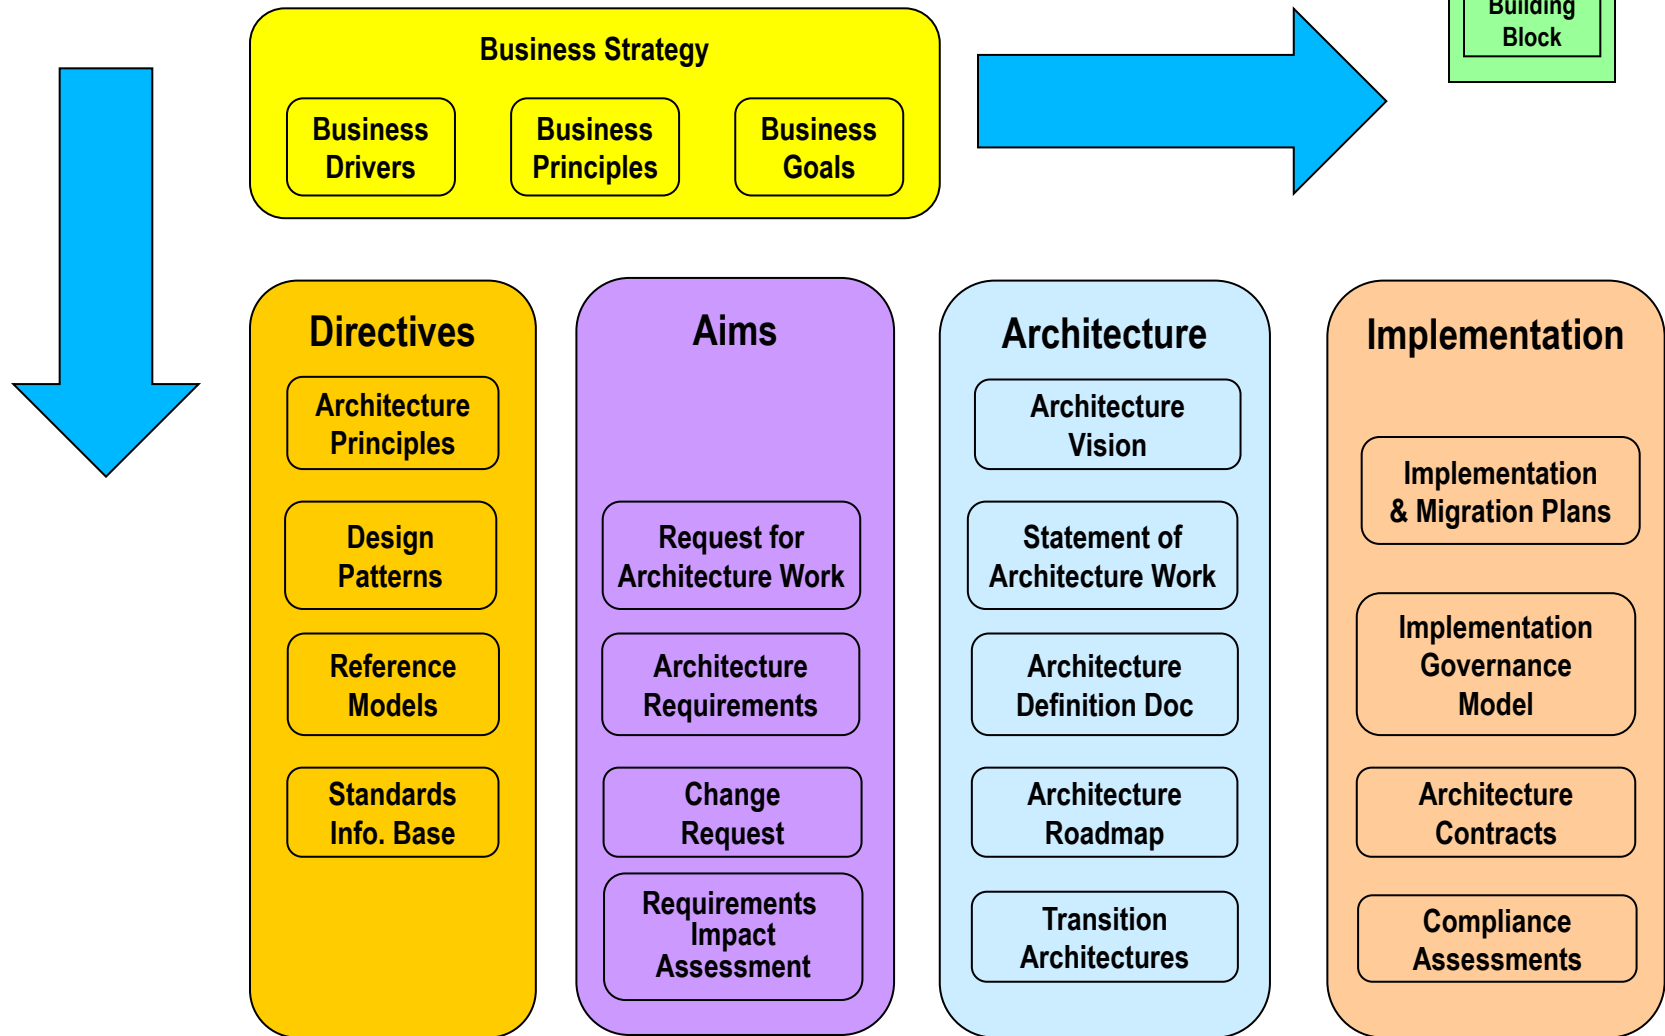 Building
Block
Business Strategy
Business
Drivers
Business
Principles
Business
Goals
Directives
Architecture
Principles
Design
Patterns
Reference
Models
Standards
Info. Base
Aims
Request for
Architecture Work
Architecture
Requirements
Change
Request
Requirements
Impact
Assessment
Architecture
Architecture
Vision
Statement of
Architecture Work
Architecture
Definition Doc
Architecture
Roadmap
Transition
Architectures
Implementation
Implementation
& Migration Plans
Implementation
Governance
Model
Architecture
Contracts
Compliance
Assessments